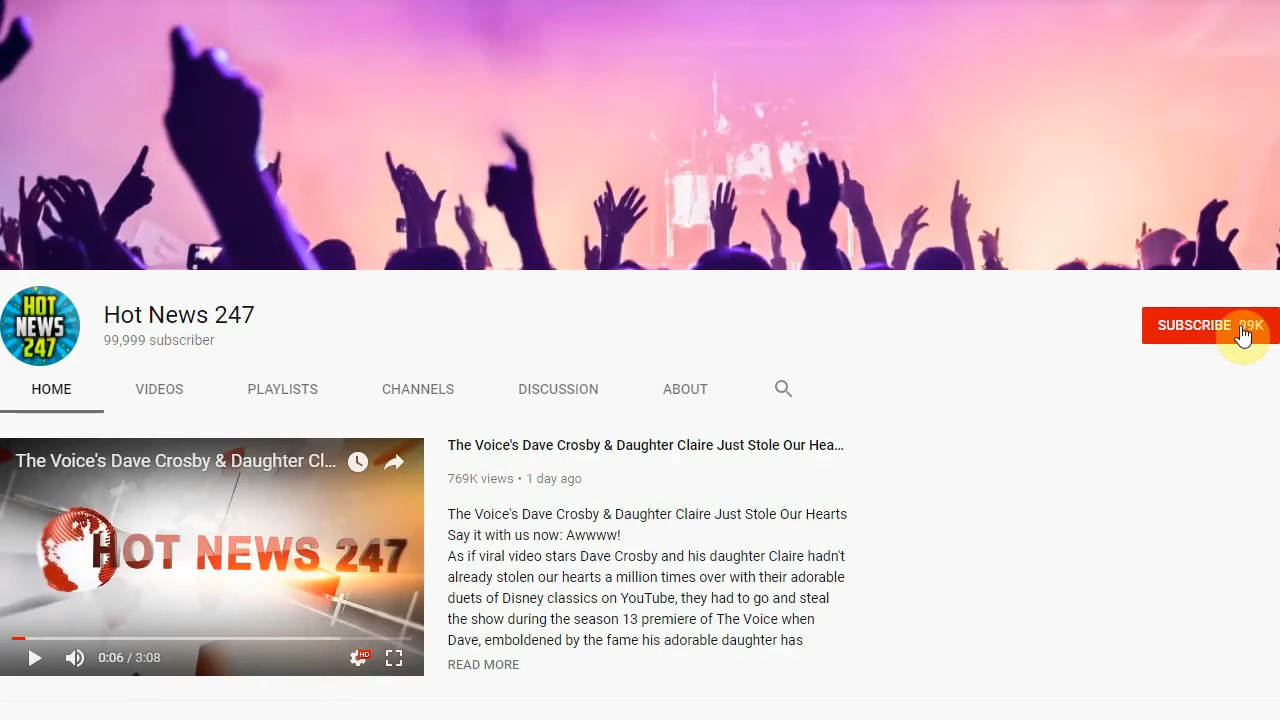 HOT
NEWS
247
Hot News 247
99,999 subscriber
SUBSCRIBE 99K
HOME VIDEOS PLAYLISTS CHANNELS DISCUSSION ABOUT
The Voice's Dave Crosby & Daughter Cl...
HOT NEWS 247
0:06 / 3:08
HD
The Voice's Dave Crosby & Daughter Claire Just Stole Our Hea...
769K views • 1 day ago
The Voice's Dave Crosby & Daughter Claire Just Stole Our Hearts
Say it with us now: Awwww!
As if viral video stars Dave Crosby and his daughter Claire hadn't
already stolen our hearts a million times over with their adorable
duets of Disney classics on YouTube, they had to go and steal
the show during the season 13 premiere of The Voice when
Dave, emboldened by the fame his adorable daughter has
READ MORE